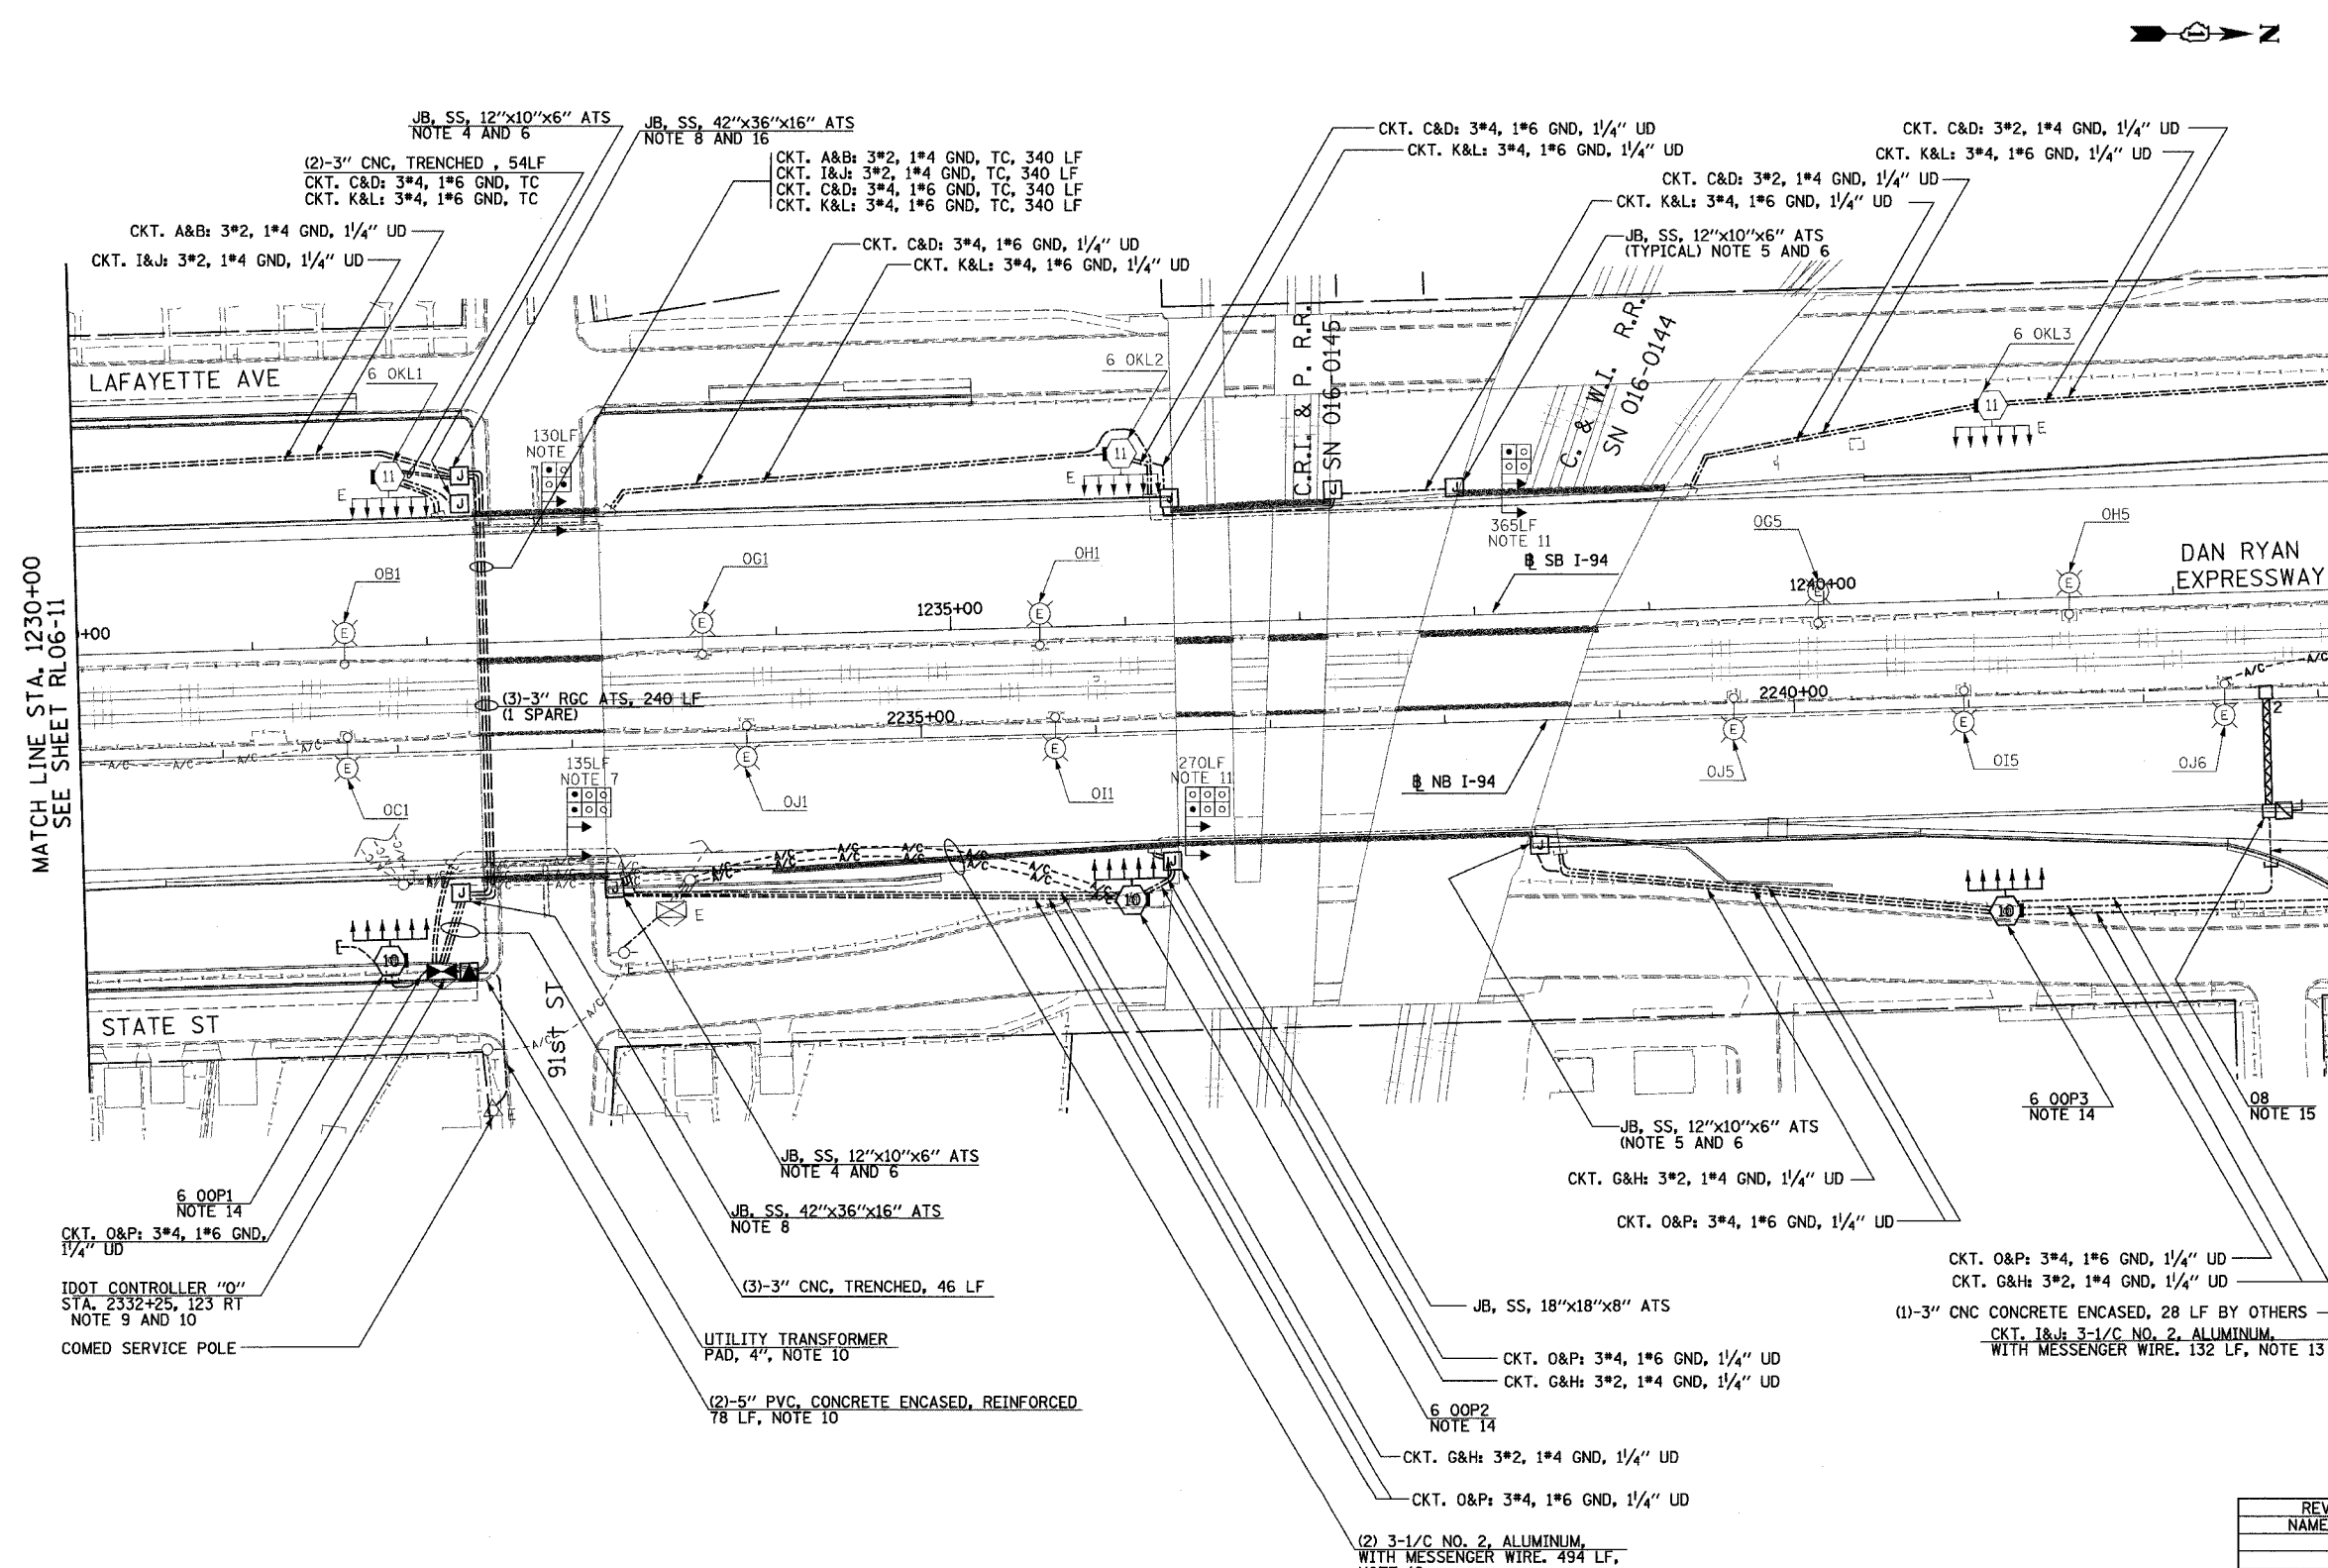 N
JB, SS, 12"x10"x6" ATS
NOTE 4 AND 6
JB, SS, 42"x36"x16" ATS
NOTE 8 AND 16
(2)-3" CNC, TRENCHED , 54LF
CKT. C&D: 3#4, 1#6 GND, TC
CKT. K&L: 3#4, 1#6 GND, TC
CKT. A&B: 3#2, 1#4 GND, TC, 340 LF
CKT. I&J: 3#2, 1#4 GND, TC, 340 LF
CKT. C&D: 3#4, 1#6 GND, TC, 340 LF
CKT. K&L: 3#4, 1#6 GND, TC, 340 LF
CKT. A&B: 3#2, 1#4 GND, 1¼" UD
CKT. I&J: 3#2, 1#4 GND, 1¼" UD
CKT. C&D: 3#4, 1#6 GND, 1¼" UD
CKT. K&L: 3#4, 1#6 GND, 1¼" UD
CKT. C&D: 3#4, 1#6 GND, 1¼" UD
CKT. K&L: 3#4, 1#6 GND, 1¼" UD
CKT. C&D: 3#2, 1#4 GND, 1¼" UD
CKT. K&L: 3#4, 1#6 GND, 1¼" UD
CKT. C&D: 3#2, 1#4 GND, 1¼" UD
CKT. K&L: 3#4, 1#6 GND, 1¼" UD
JB, SS, 12"x10"x6" ATS
(TYPICAL) NOTE 5 AND 6
LAFAYETTE AVE
6 OKL1
6 OKL2
6 OKL3
C.R.I. & P. R.R.
SN 016-0145
C. & W.I. R.R.
SN 016-0144
11
J
J
E
130LF
NOTE
11
E
J
J
365LF
NOTE 11
11
E
MATCH LINE STA. 1230+00
SEE SHEET RL06-11
+00
OB1
E
OG1
E
OH1
E
1235+00
℄ SB I-94
OG5
1240+00
E
OH5
E
DAN RYAN
EXPRESSWAY
(3)-3" RGC ATS, 240 LF
(1 SPARE)
2235+00
2240+00
A/C
A/C
A/C
A/C
A/C
A/C
E
OC1
135LF
NOTE 7
E
OJ1
E
OI1
270LF
NOTE 11
℄ NB I-94
E
OJ5
E
OI5
E
OJ6
2
A/C
A/C
A/C
A/C
A/C
A/C
A/C
A/C
J
J
J
J
E
10
10
10
E
STATE ST
91st ST
A/C
A/C
6 OOP1
NOTE 14
CKT. O&P: 3#4, 1#6 GND,
1¼" UD
IDOT CONTROLLER "O"
STA. 2332+25, 123 RT
NOTE 9 AND 10
COMED SERVICE POLE
JB, SS, 12"x10"x6" ATS
NOTE 4 AND 6
JB, SS, 42"x36"x16" ATS
NOTE 8
(3)-3" CNC, TRENCHED, 46 LF
UTILITY TRANSFORMER
PAD, 4", NOTE 10
(2)-5" PVC, CONCRETE ENCASED, REINFORCED
78 LF, NOTE 10
6 OOP3
NOTE 14
O8
NOTE 15
JB, SS, 12"x10"x6" ATS
(NOTE 5 AND 6
CKT. G&H: 3#2, 1#4 GND, 1¼" UD
CKT. O&P: 3#4, 1#6 GND, 1¼" UD
CKT. O&P: 3#4, 1#6 GND, 1¼" UD
CKT. G&H: 3#2, 1#4 GND, 1¼" UD
(1)-3" CNC CONCRETE ENCASED, 28 LF BY OTHERS
CKT. I&J: 3-1/C NO. 2, ALUMINUM,
WITH MESSENGER WIRE. 132 LF, NOTE 13
JB, SS, 18"x18"x8" ATS
CKT. O&P: 3#4, 1#6 GND, 1¼" UD
CKT. G&H: 3#2, 1#4 GND, 1¼" UD
6 OOP2
NOTE 14
CKT. G&H: 3#2, 1#4 GND, 1¼" UD
CKT. O&P: 3#4, 1#6 GND, 1¼" UD
(2) 3-1/C NO. 2, ALUMINUM,
WITH MESSENGER WIRE. 494 LF,
REV
NAME